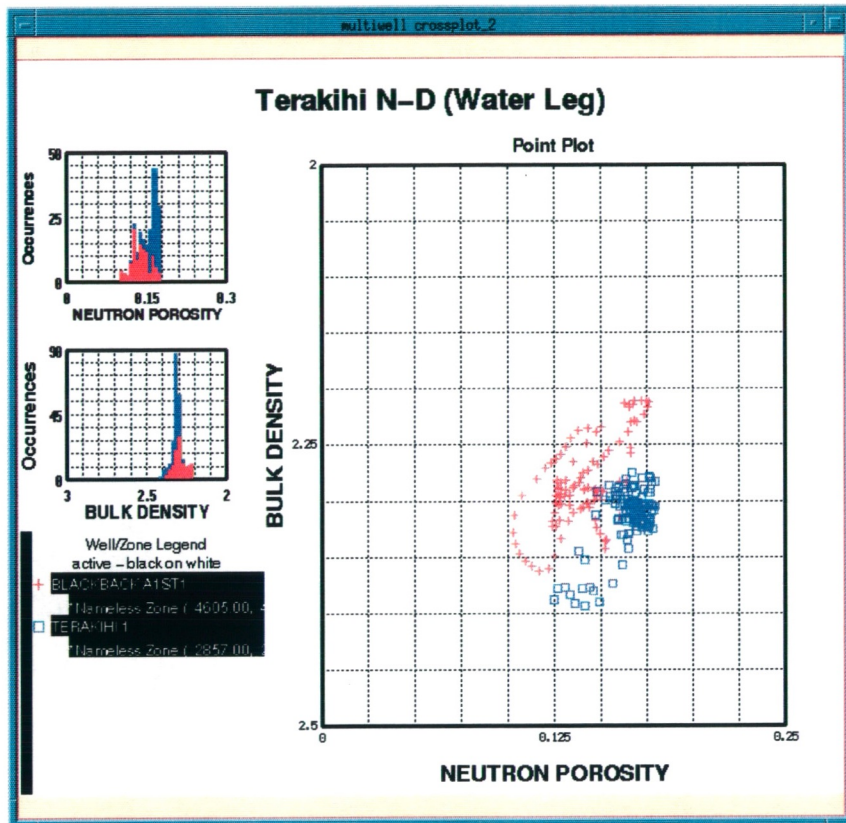 multiwell crossplot_2
Terakihi N-D (Water Leg)
50
25
0
Occurrences
0 0.15 0.3
NEUTRON POROSITY
90
45
0
Occurrences
3 2.5 2
BULK DENSITY
Well/Zone Legend
active - black on white
BLACKBACK A1ST1
*Nameless Zone ( 4605.00,
TERAKIHI 1
*Nameless Zone ( 2857.00,
Point Plot
2
2.25
2.5
BULK DENSITY
0 0.125 0.25
NEUTRON POROSITY